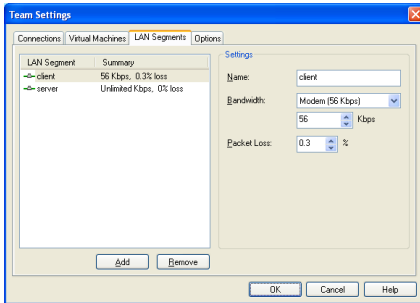 Team Settings
Connections Virtual Machines LAN Segments Options
LAN Segment Summary
client 56 Kbps, 0.3% loss
server Unlimited Kbps, 0% loss
Add Remove
Settings
Name: client
Bandwidth: Modem (56 Kbps)
56 Kbps
Packet Loss: 0.3 %
OK Cancel Help